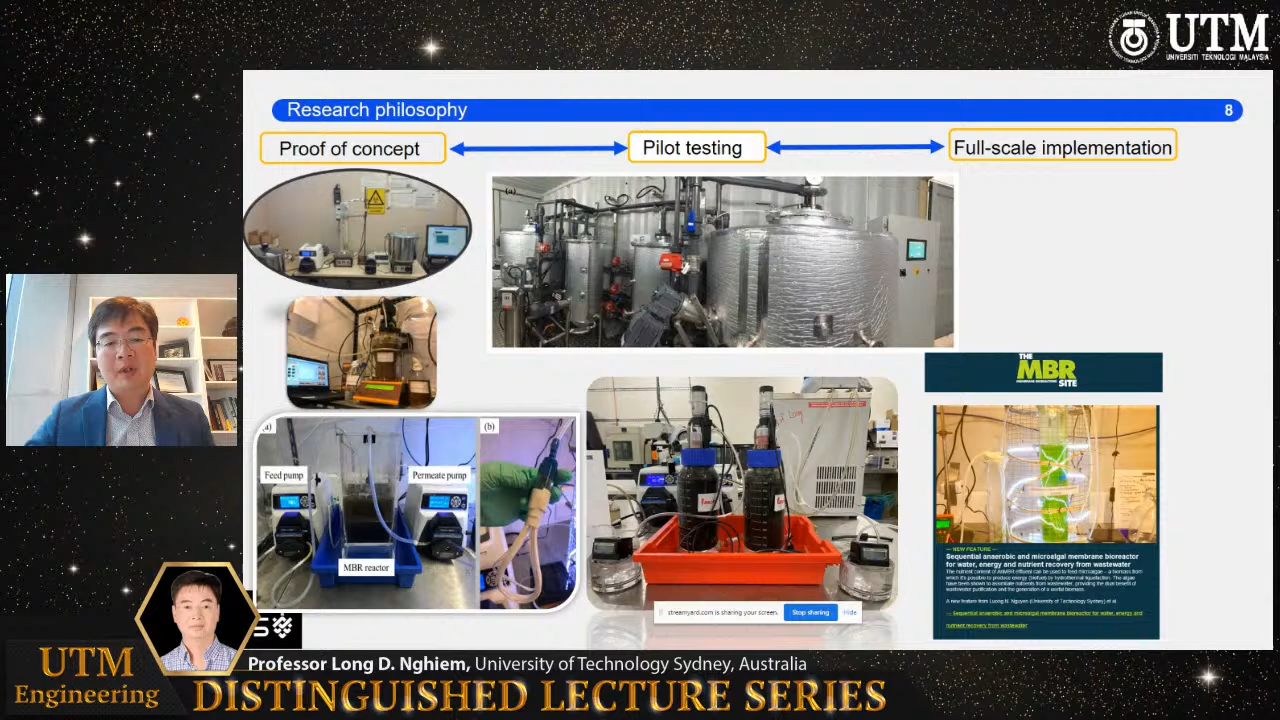 UTM
UNIVERSITI TEKNOLOGI MALAYSIA
Research philosophy
8
Proof of concept
Pilot testing
Full-scale implementation
(a)
THE
MBR
SITE
(a)
(b)
Feed pump
Permeate pump
MBR reactor
— NEW FEATURE —
Sequential anaerobic and microalgal membrane bioreactor
for water, energy and nutrient recovery from wastewater
A new feature from Luong N. Nguyen (University of Technology Sydney) et al
— Sequential anaerobic and microalgal membrane bioreactor for water, energy and
nutrient recovery from wastewater
streamyard.com is sharing your screen.
Stop sharing
Hide
Professor Long D. Nghiem, University of Technology Sydney, Australia
UTM
Engineering
DISTINGUISHED LECTURE SERIES